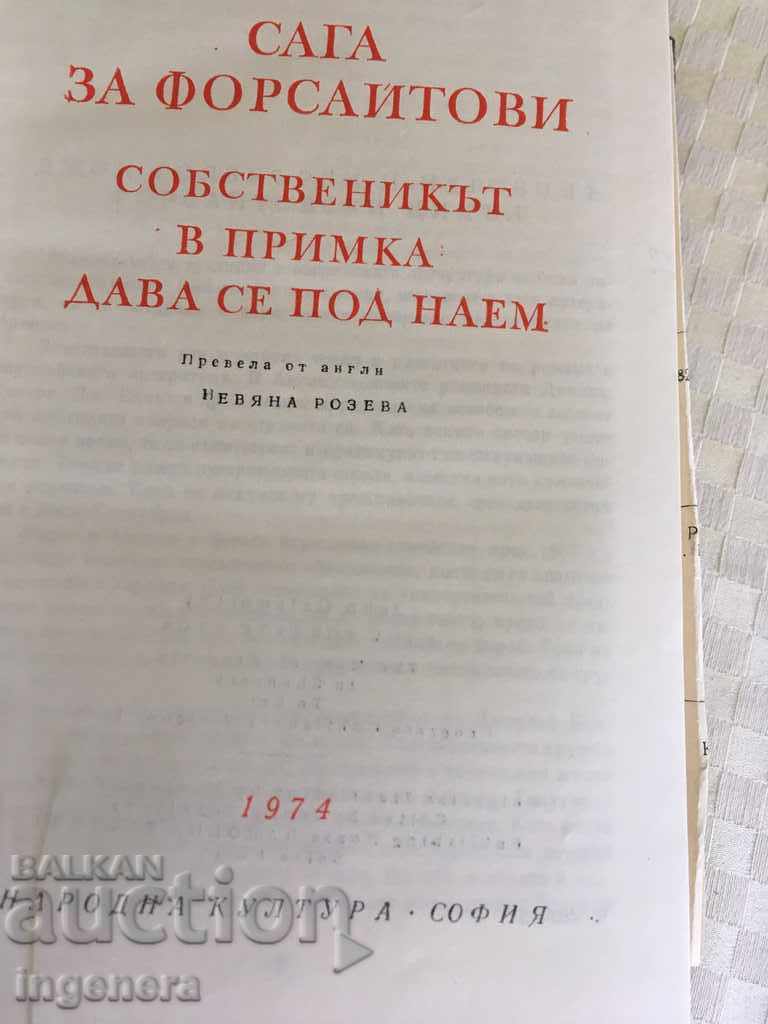 САГА
ЗА ФОРСАЙТОВИ
СОБСТВЕНИКЪТ
В ПРИМКА
ДАВА СЕ ПОД НАЕМ
Превела от англи
НЕВЯНА РОЗЕВА
1974
НАРОДНА КУЛТУРА · СОФИЯ
BALKAN
auction
ingenera